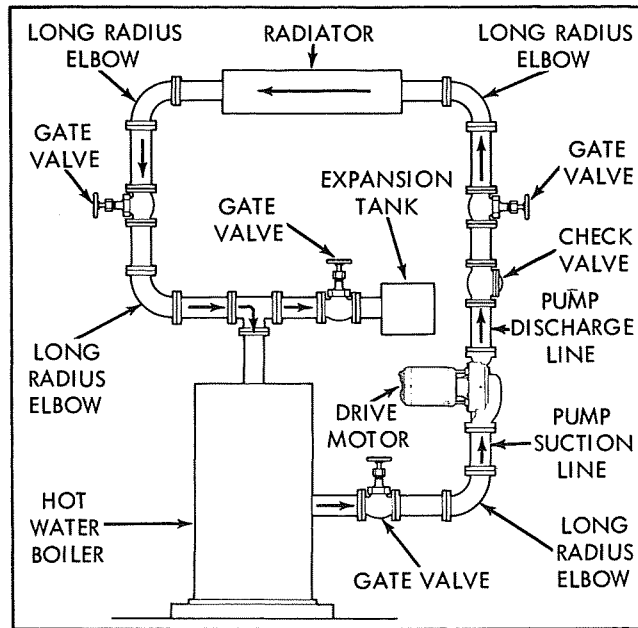 LONG RADIUS
ELBOW
RADIATOR
LONG RADIUS
ELBOW
GATE
VALVE
GATE
VALVE
EXPANSION
TANK
GATE
VALVE
CHECK
VALVE
PUMP
DISCHARGE
LINE
LONG
RADIUS
ELBOW
DRIVE
MOTOR
PUMP
SUCTION
LINE
HOT
WATER
BOILER
GATE VALVE
LONG
RADIUS
ELBOW